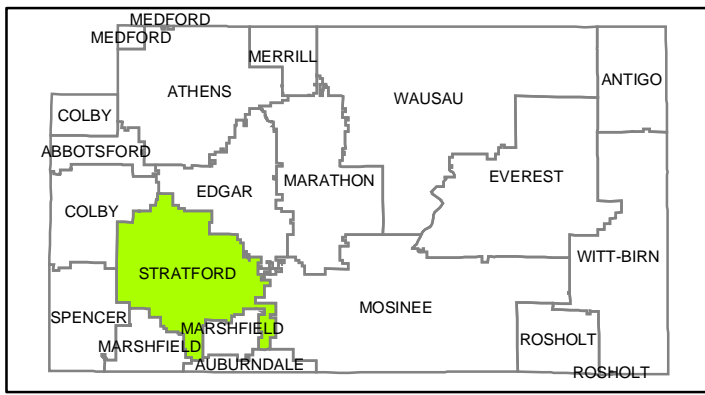 MEDFORD
MEDFORD
MERRILL
ANTIGO
ATHENS
WAUSAU
COLBY
ABBOTSFORD
EVEREST
MARATHON
EDGAR
COLBY
WITT-BIRN
STRATFORD
MOSINEE
SPENCER
MARSHFIELD
ROSHOLT
MARSHFIELD
AUBURNDALE
ROSHOLT